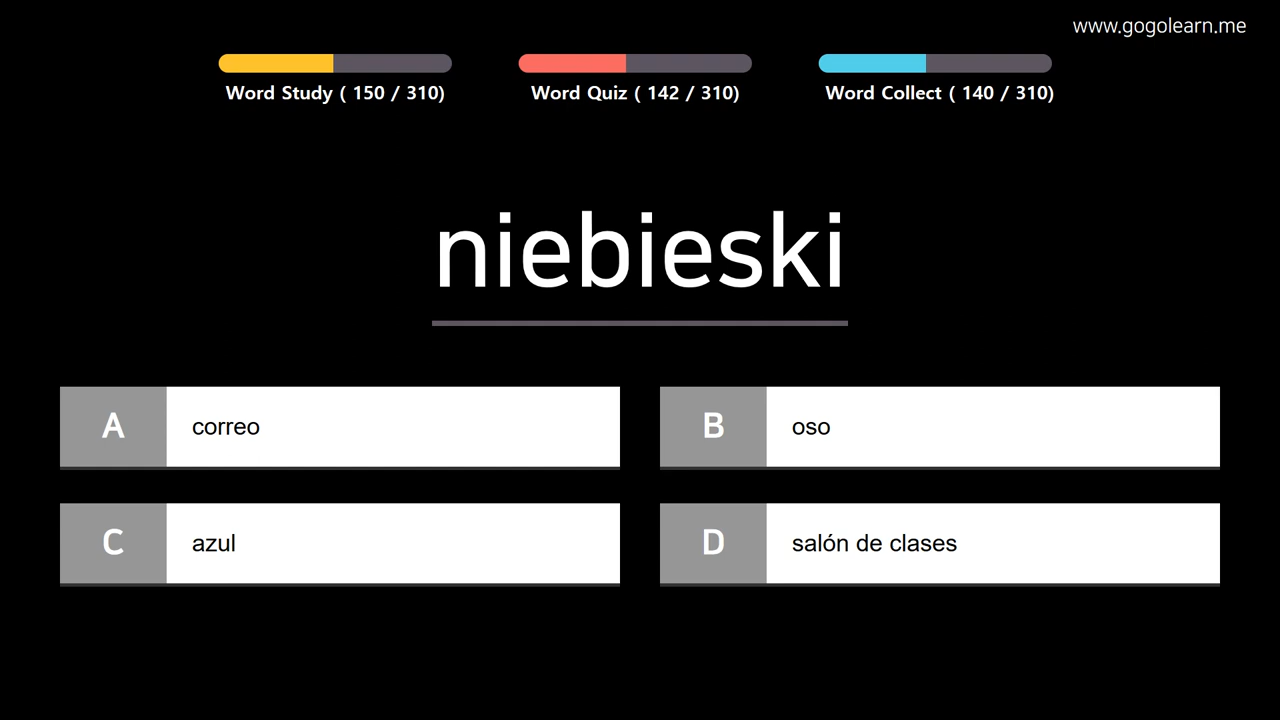 www.gogolearn.me
Word Study ( 150 / 310)
Word Quiz ( 142 / 310)
Word Collect ( 140 / 310)
niebieski
A
correo
B
oso
C
azul
D
salón de clases